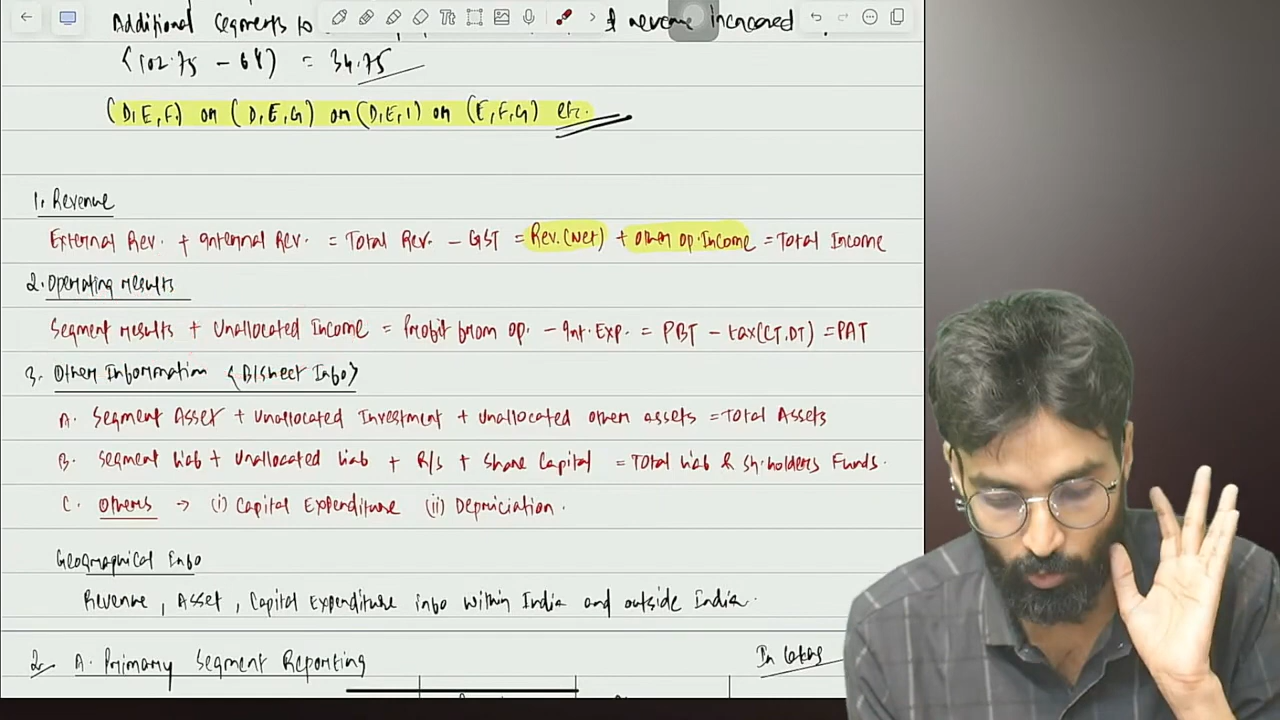 Additional Segments to revenue increased
(102.75 - 68) = 34.75
(D,E,F) or (D,E,G) or (D,E,I) or (E,F,G) etc.
1. Revenue
External Rev. + Internal Rev. = Total Rev. - GST = Rev.(Net) + Other op. Income = Total Income
2. Operating results
Segment results + Unallocated Income = Profit from op. - Int. Exp. = PBT - tax (CT, DT) = PAT
3. Other Information (B/Sheet Info)
A. Segment Asset + Unallocated Investment + Unallocated other assets = Total Assets
B. Segment Liab + Unallocated Liab + R/s + Share Capital = Total Liab & sh.holders Funds.
C. Others → (i) Capital Expenditure (ii) Depriciation.
Geographical Info
Revenue, Asset, Capital Expenditure info within India and outside India.
2. A. Primary Segment Reporting In lakhs